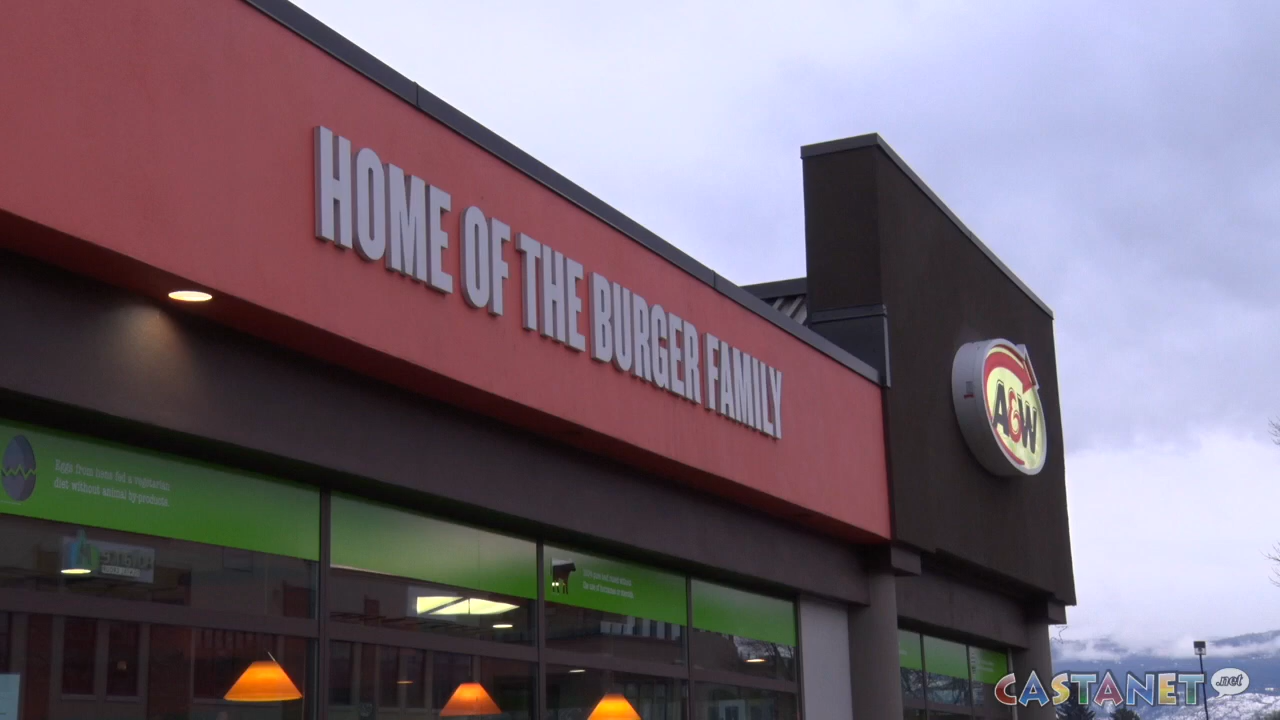 HOME OF THE BURGER FAMILY
A&W
Eggs from hens fed a vegetarian
diet without animal by-products
CASTANET.net